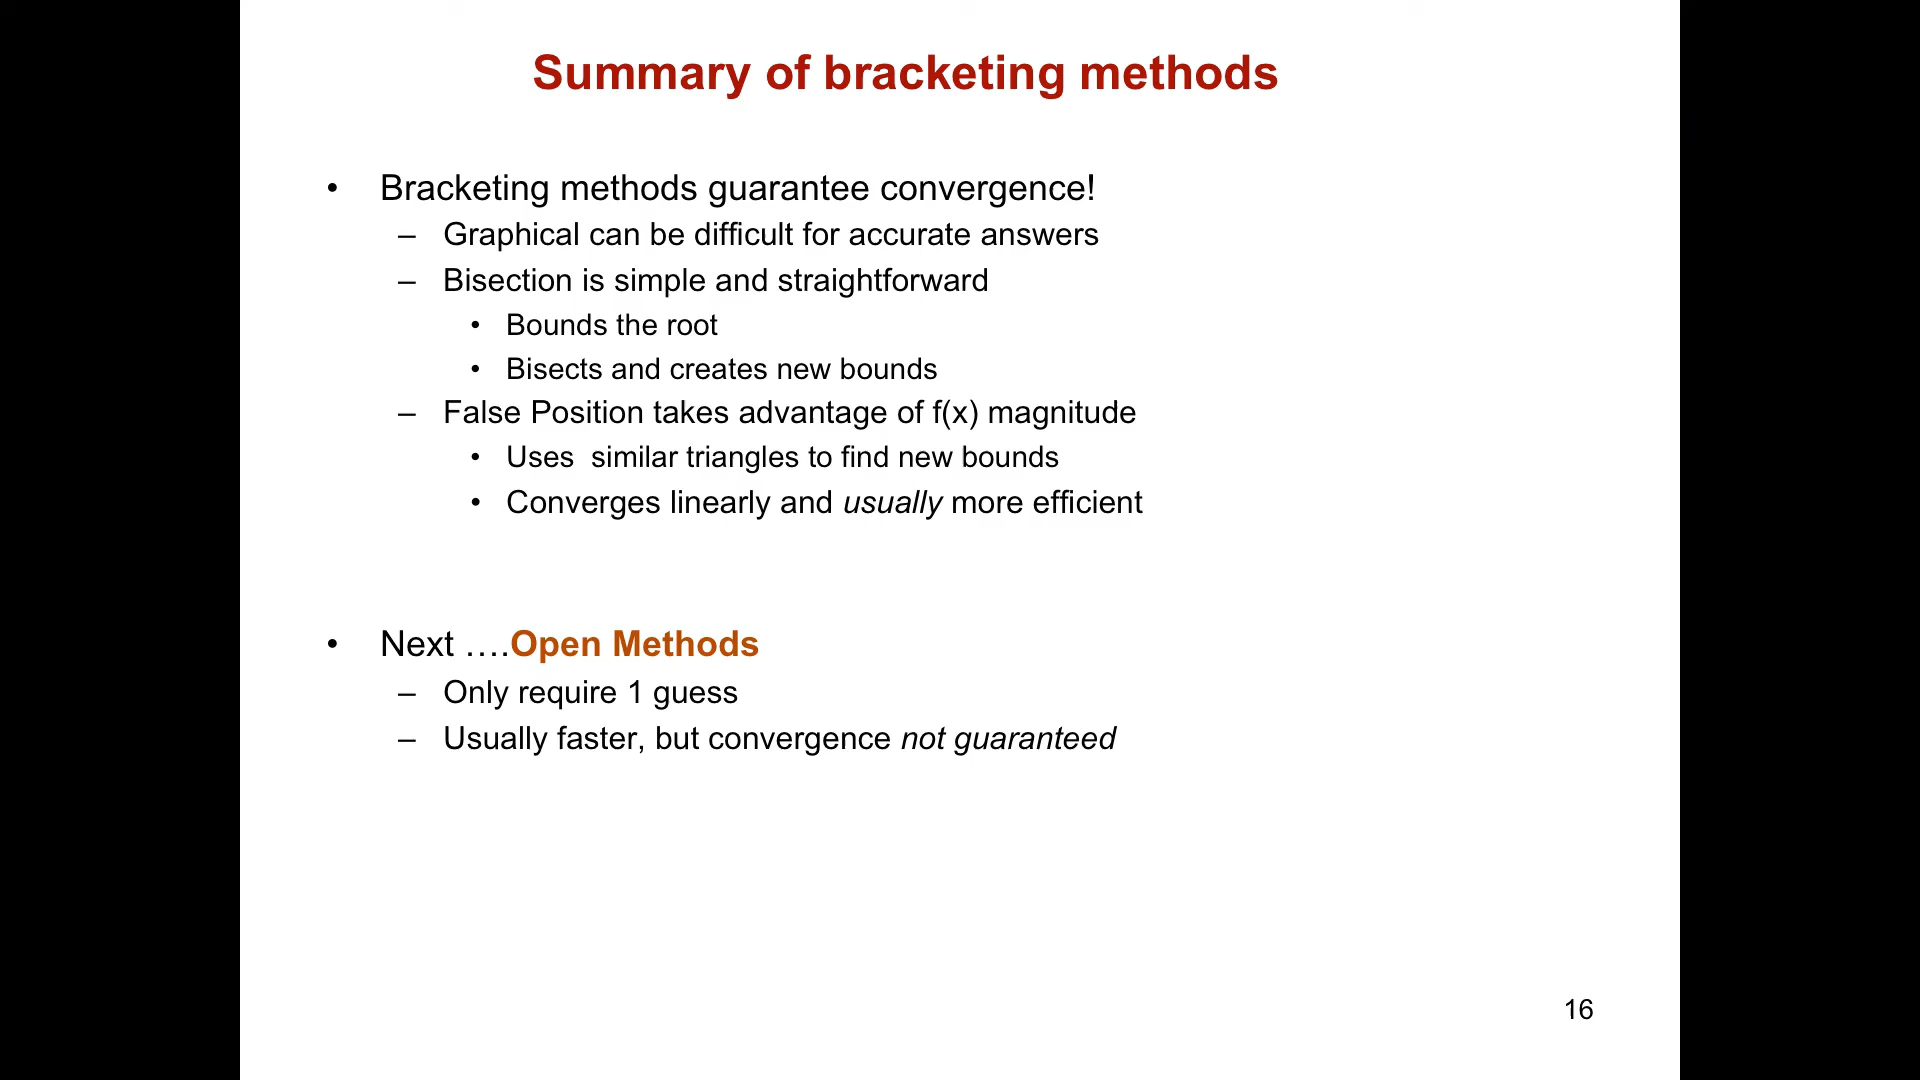 Summary of bracketing methods
• Bracketing methods guarantee convergence!
– Graphical can be difficult for accurate answers
– Bisection is simple and straightforward
• Bounds the root
• Bisects and creates new bounds
– False Position takes advantage of f(x) magnitude
• Uses  similar triangles to find new bounds
• Converges linearly and usually more efficient
• Next ….Open Methods
– Only require 1 guess
– Usually faster, but convergence not guaranteed
16